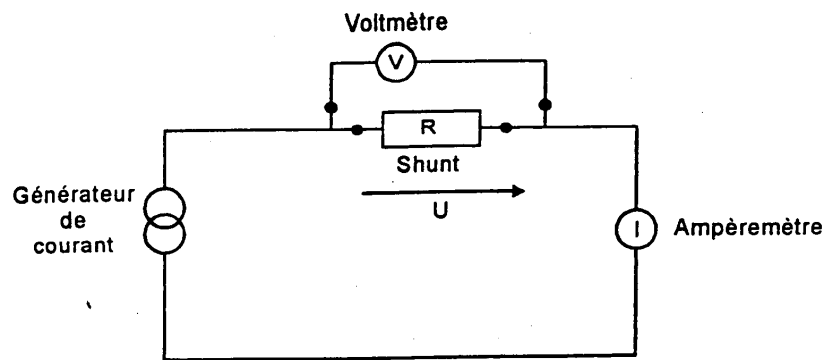 Voltmètre
V
R
Shunt
U
Générateur
de
courant
I
Ampèremètre